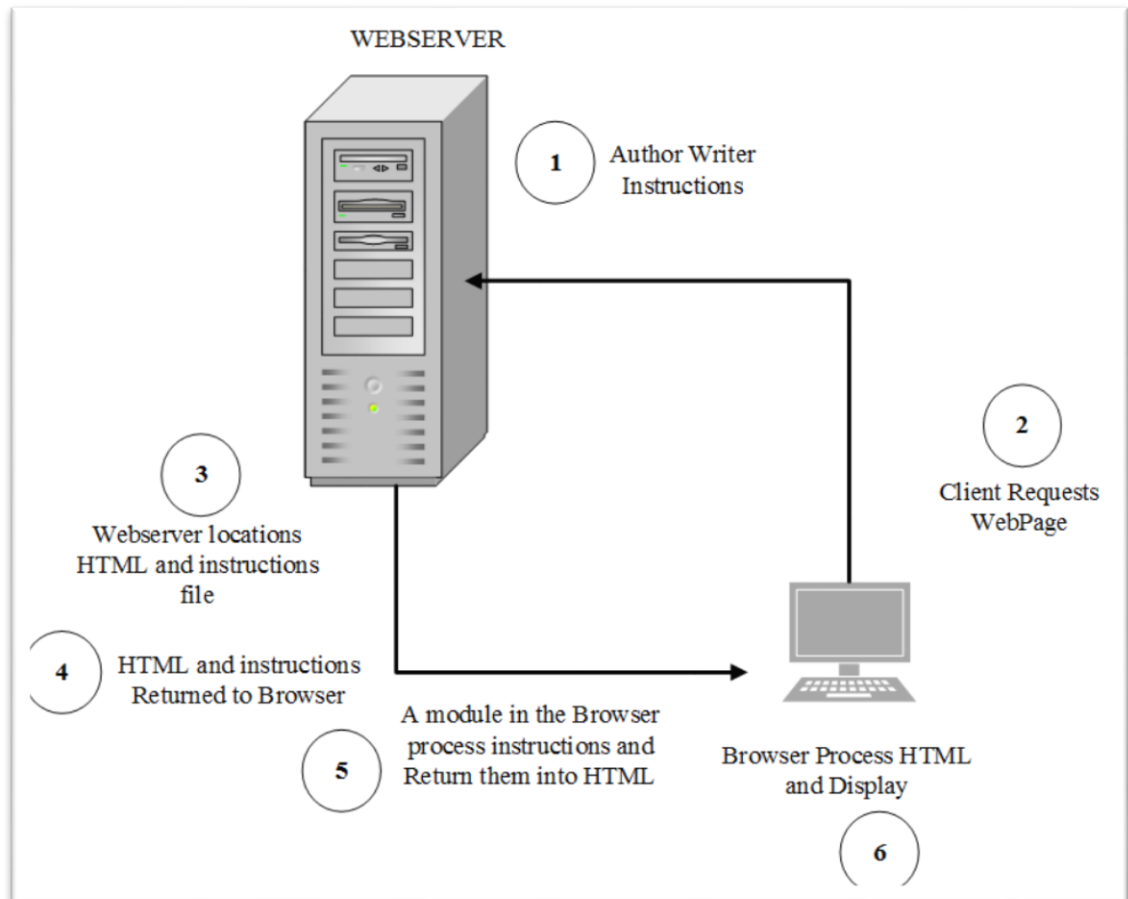 WEBSERVER
1
Author Writer
Instructions
2
Client Requests
WebPage
3
Webserver locations
HTML and instructions
file
4
HTML and instructions
Returned to Browser
5
A module in the Browser
process instructions and
Return them into HTML
Browser Process HTML
and Display
6